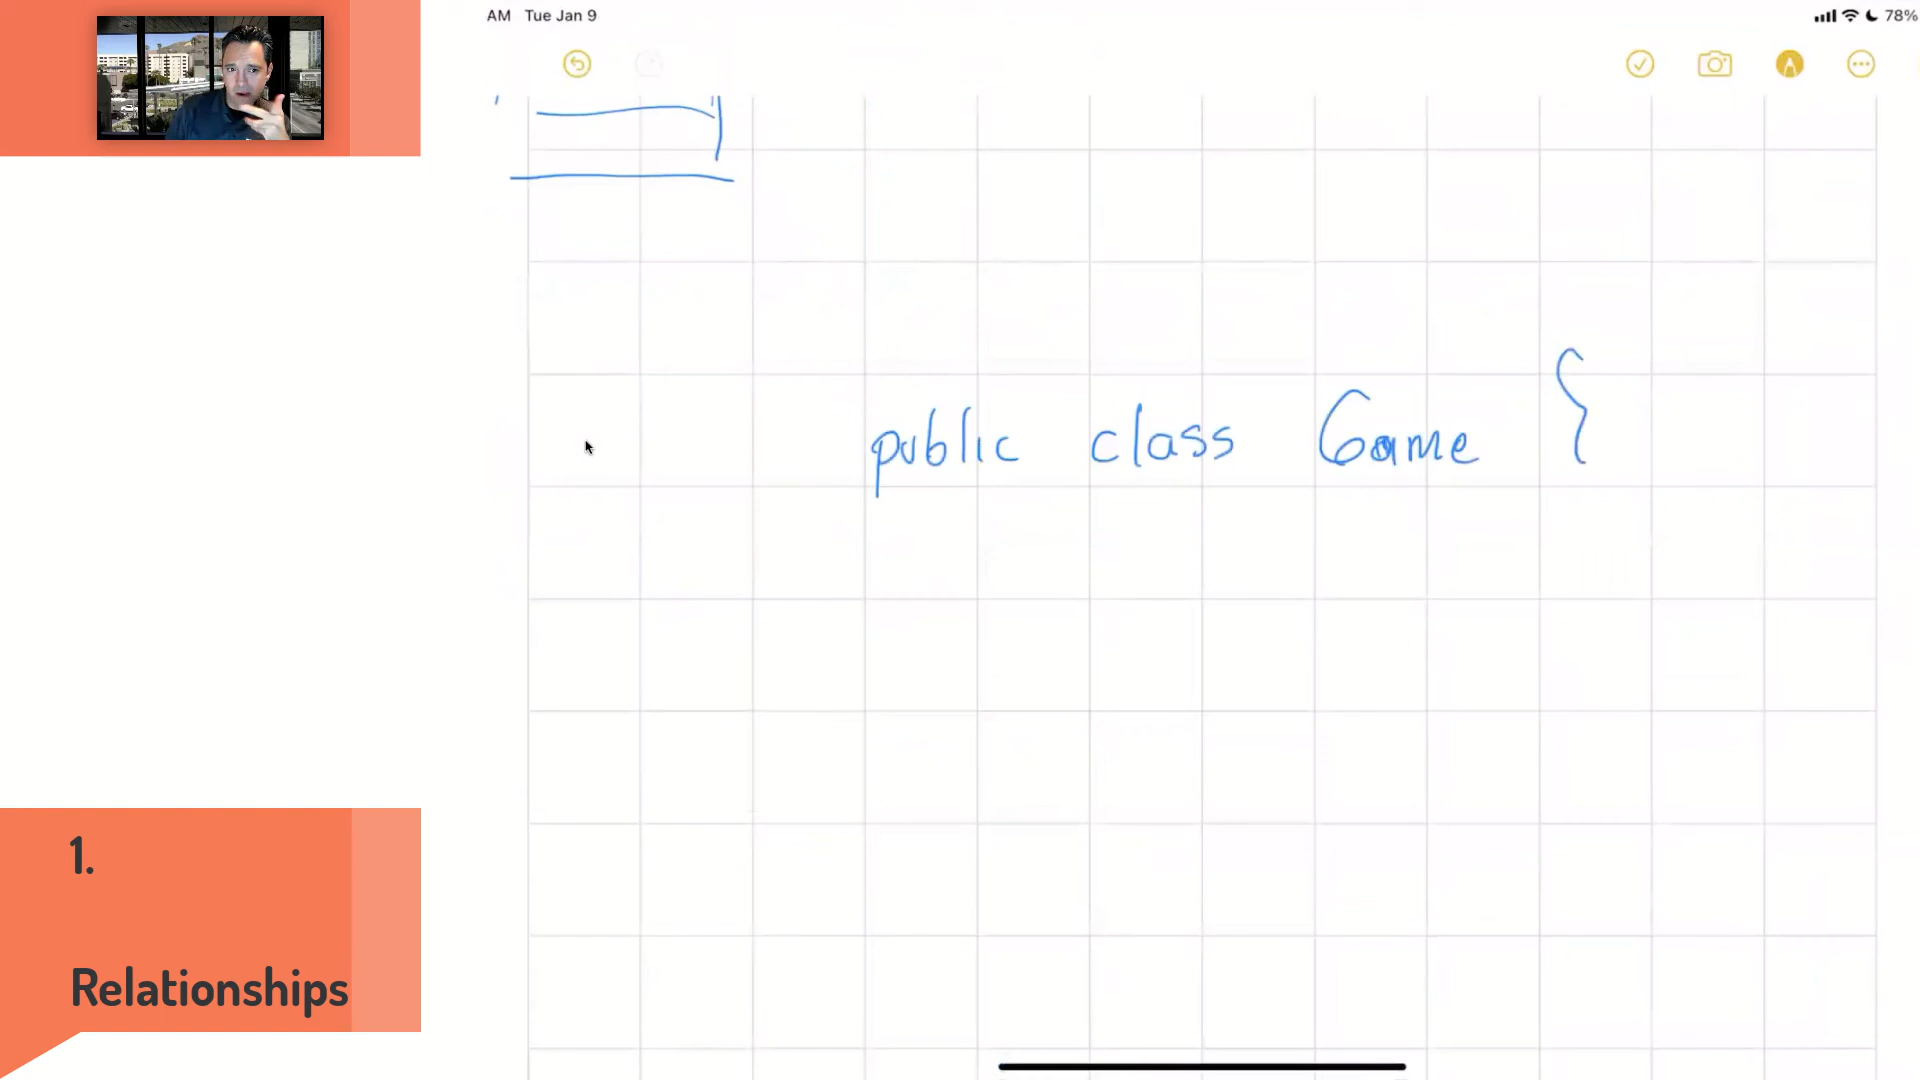 AM Tue Jan 9
78%
public class Game {
1.
Relationships